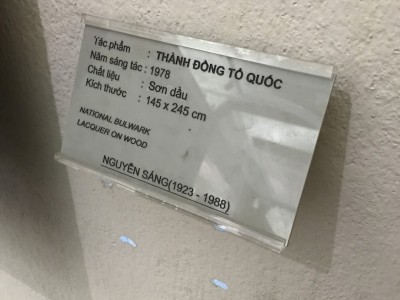 Tác phẩm : THÀNH ĐỒNG TỔ QUỐC
Năm sáng tác : 1978
Chất liệu : Sơn dầu
Kích thước : 145 x 245 cm
NATIONAL BULWARK
LACQUER ON WOOD
NGUYỄN SÁNG(1923 - 1988)